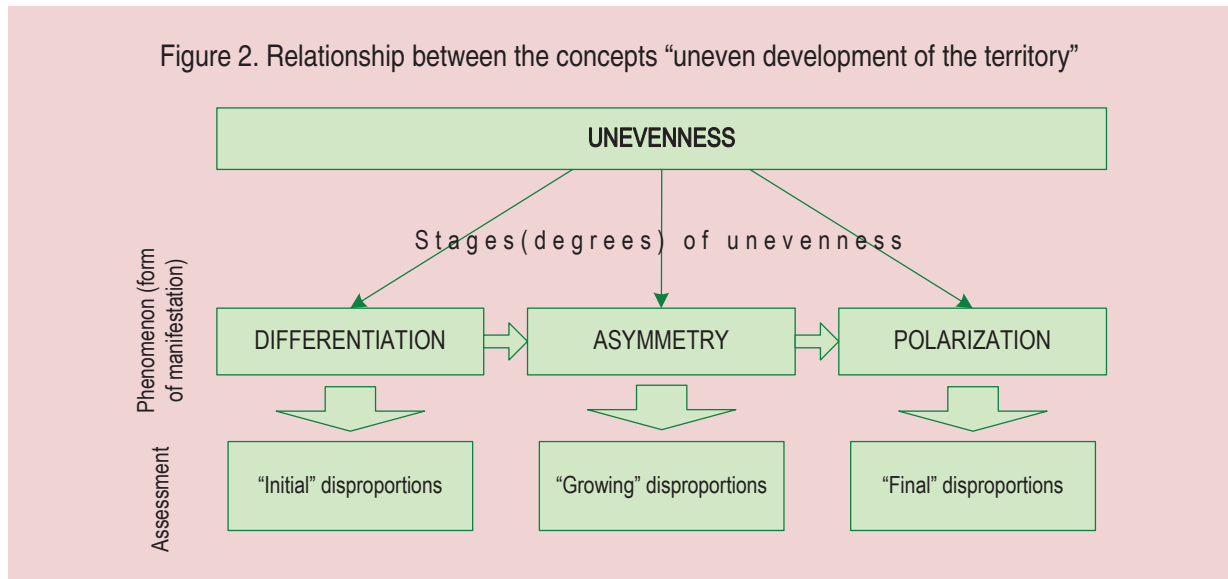 Figure 2. Relationship between the concepts “uneven development of the territory”
UNEVENNESS
Stages(degrees) of unevenness
Phenomenon (form
of manifestation)
DIFFERENTIATION
ASYMMETRY
POLARIZATION
Assessment
“Initial” disproportions
“Growing” disproportions
“Final” disproportions